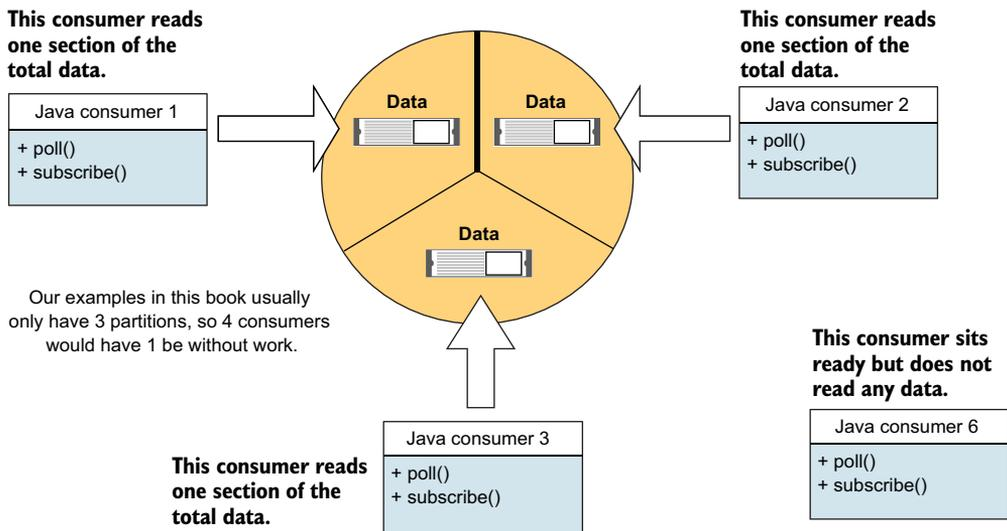 This consumer reads
one section of the
total data.
Java consumer 1
+ poll()
+ subscribe()
Data
Data
This consumer reads
one section of the
total data.
Java consumer 2
+ poll()
+ subscribe()
Data
Our examples in this book usually
only have 3 partitions, so 4 consumers
would have 1 be without work.
This consumer reads
one section of the
total data.
Java consumer 3
+ poll()
+ subscribe()
This consumer sits
ready but does not
read any data.
Java consumer 6
+ poll()
+ subscribe()